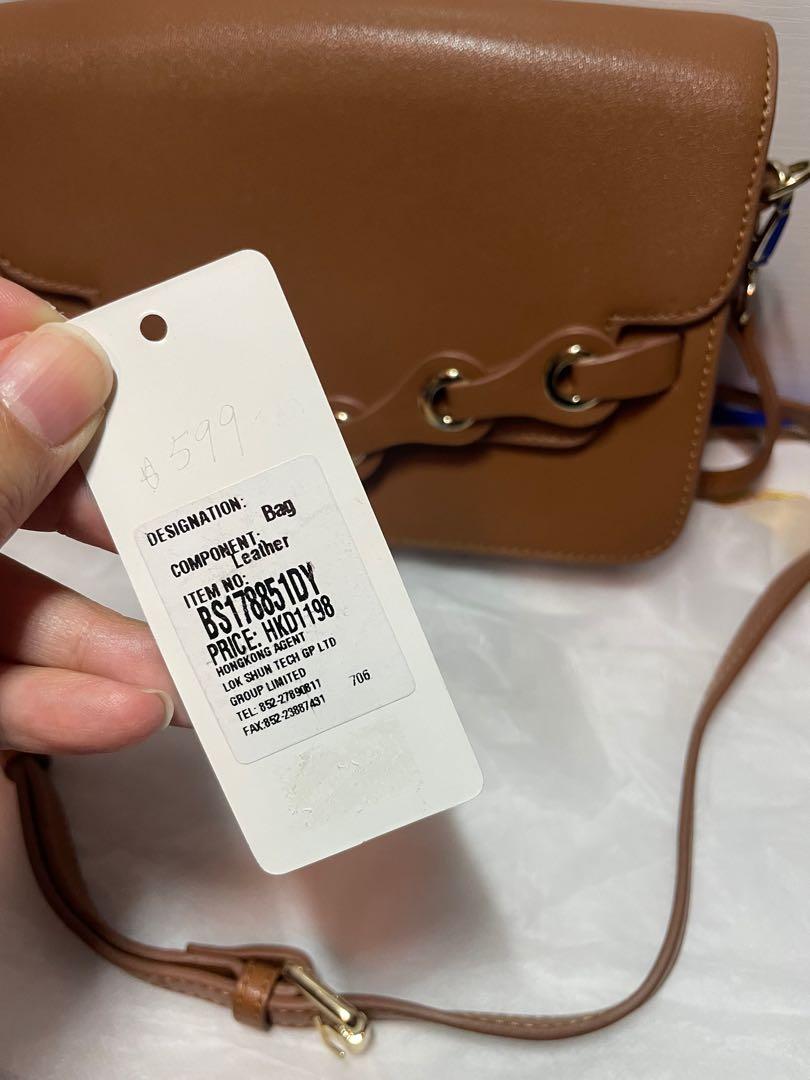 $599
DESIGNATION: Bag
COMPONENT: Leather
ITEM NO:
BS178851DY
PRICE: HKD1198
HONGKONG AGENT
LOK SHUN TECH GP LTD
GROUP LIMITED
TEL: 852-27890811 706
FAX:852-23887431